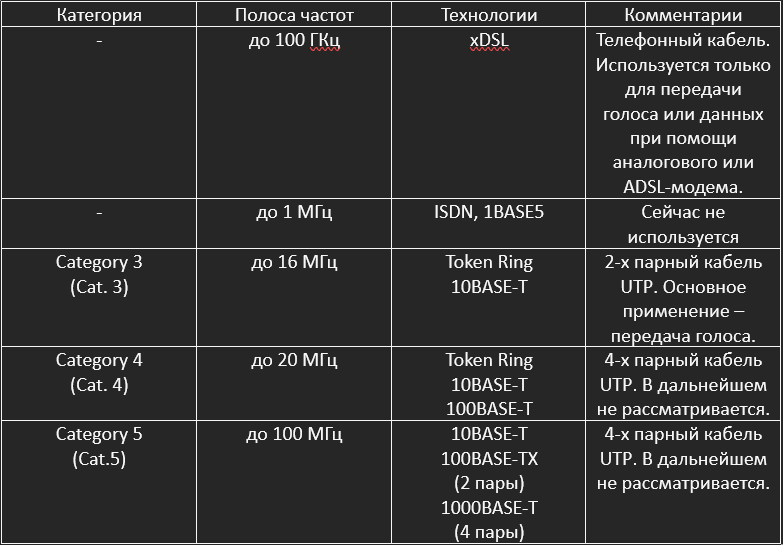 Категория Полоса частот Технологии Комментарии
- до 100 ГКц xDSL Телефонный кабель.
Используется только
для передачи
голоса или данных
при помощи
аналогового или
ADSL-модема.
- до 1 МГц ISDN, 1BASE5 Сейчас не
используется
Category 3 до 16 МГц Token Ring 2-х парный кабель
(Cat. 3) 10BASE-T UTP. Основное
применение –
передача голоса.
Category 4 до 20 МГц Token Ring 4-х парный кабель
(Cat. 4) 10BASE-T UTP. В дальнейшем
100BASE-T не рассматривается.
Category 5 до 100 МГц 10BASE-T 4-х парный кабель
(Cat.5) 100BASE-TX UTP. В дальнейшем
(2 пары) не рассматривается.
1000BASE-T
(4 пары)